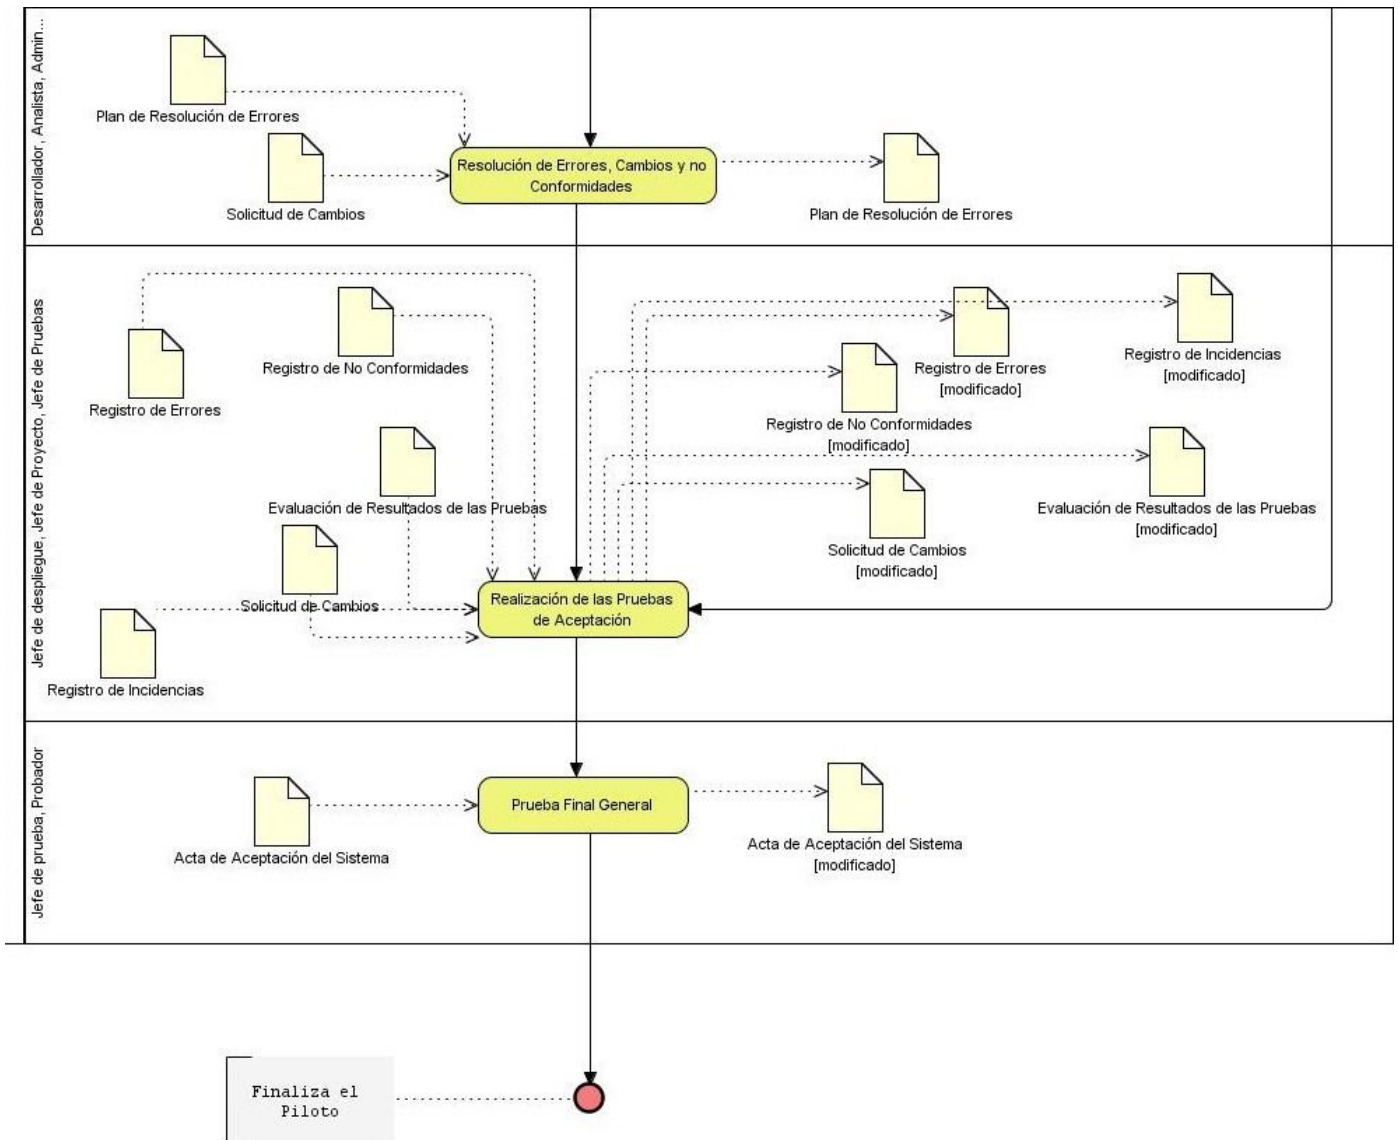 Desarrollador, Analista, Admin...
Plan de Resolución de Errores
Solicitud de Cambios
Resolución de Errores, Cambios y no
Conformidades
Plan de Resolución de Errores
Jefe de despliegue, Jefe de Proyecto, Jefe de Pruebas
Registro de Errores
Registro de No Conformidades
Evaluación de Resultados de las Pruebas
Solicitud de Cambios
Registro de Incidencias
Realización de las Pruebas
de Aceptación
Registro de Incidencias
[modificado]
Registro de Errores
[modificado]
Registro de No Conformidades
[modificado]
Evaluación de Resultados de las Pruebas
[modificado]
Solicitud de Cambios
[modificado]
Jefe de prueba, Probador
Acta de Aceptación del Sistema
Prueba Final General
Acta de Aceptación del Sistema
[modificado]
Finaliza el
Piloto